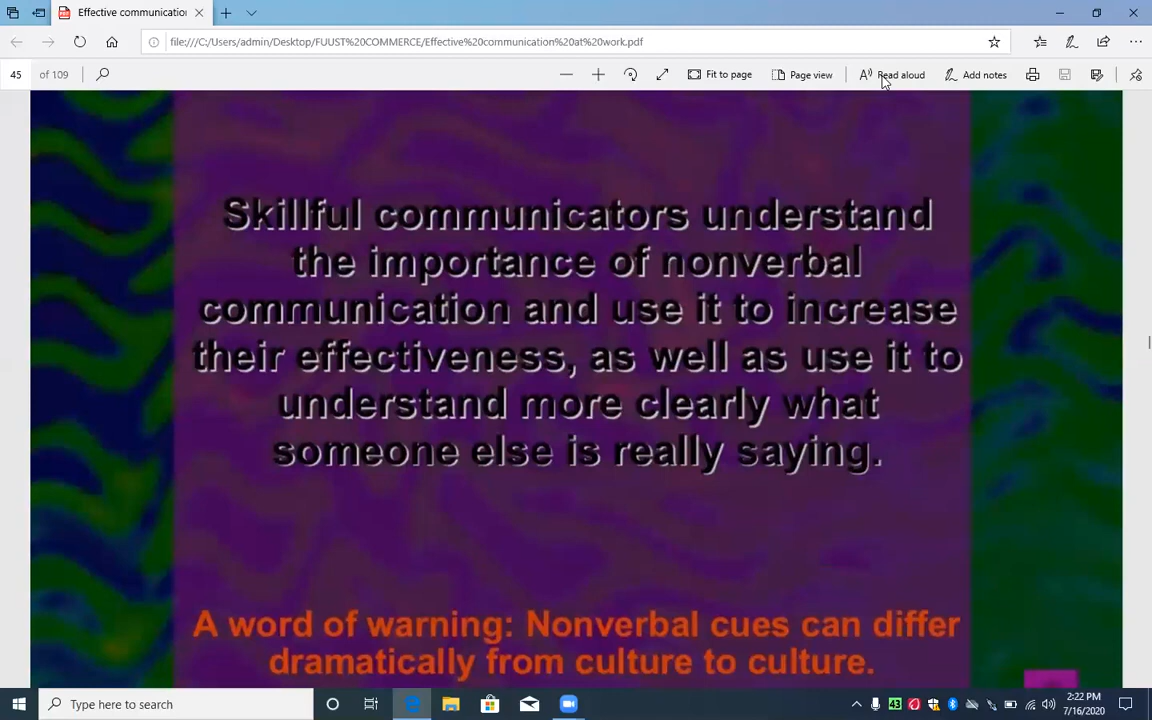 Effective communication
file:///C:/Users/admin/Desktop/FUUST%20COMMERCE/Effective%20communication%20at%20work.pdf
45 of 109
Fit to page
Page view
Read aloud
Add notes
Skillful communicators understand
the importance of nonverbal
communication and use it to increase
their effectiveness, as well as use it to
understand more clearly what
someone else is really saying.
A word of warning: Nonverbal cues can differ
dramatically from culture to culture.
Type here to search
43
2:22 PM
7/16/2020